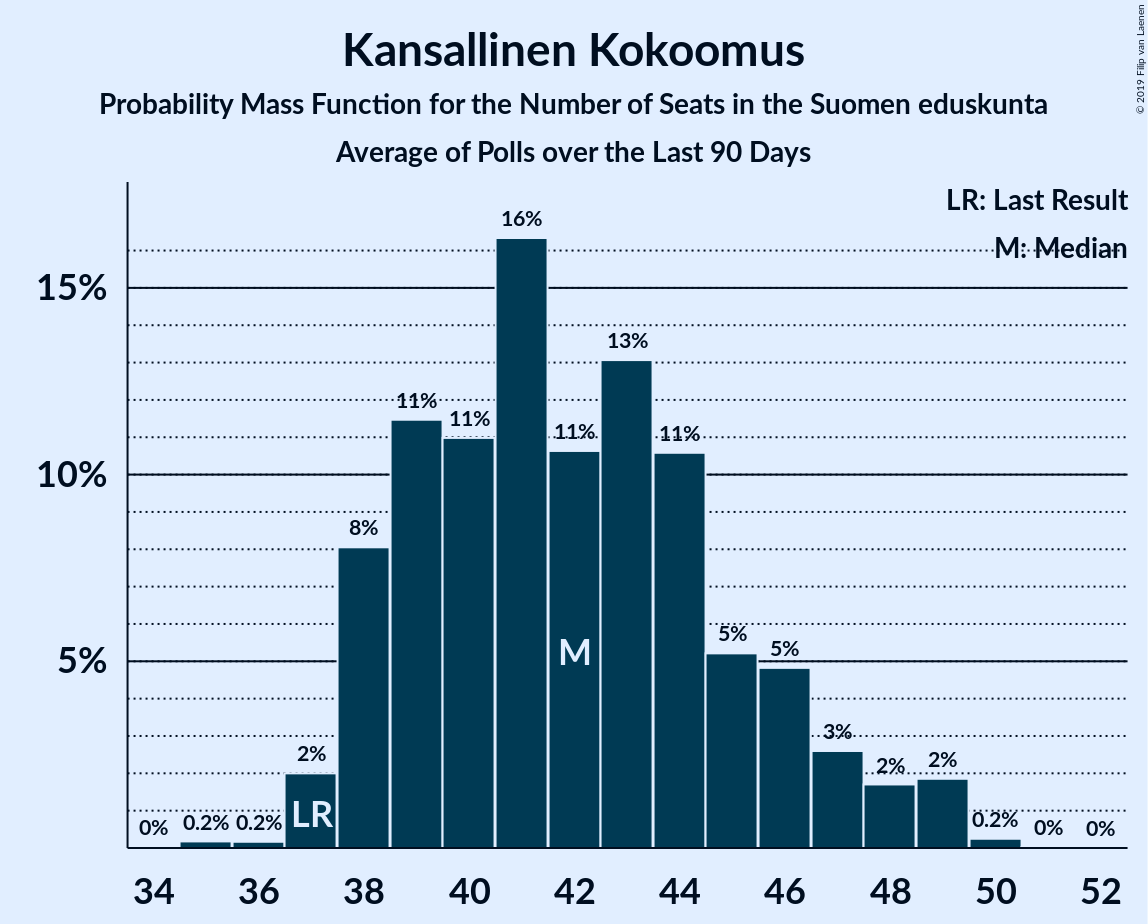 Kansallinen Kokoomus
Probability Mass Function for the Number of Seats in the Suomen eduskunta
Average of Polls over the Last 90 Days
© 2019 Filip van Laenen
LR: Last Result
M: Median
15%
10%
5%
0%
0.2%
0.2%
2%
8%
11%
11%
16%
11%
13%
11%
5%
5%
3%
2%
2%
0.2%
0%
0%
LR
M
34 36 38 40 42 44 46 48 50 52